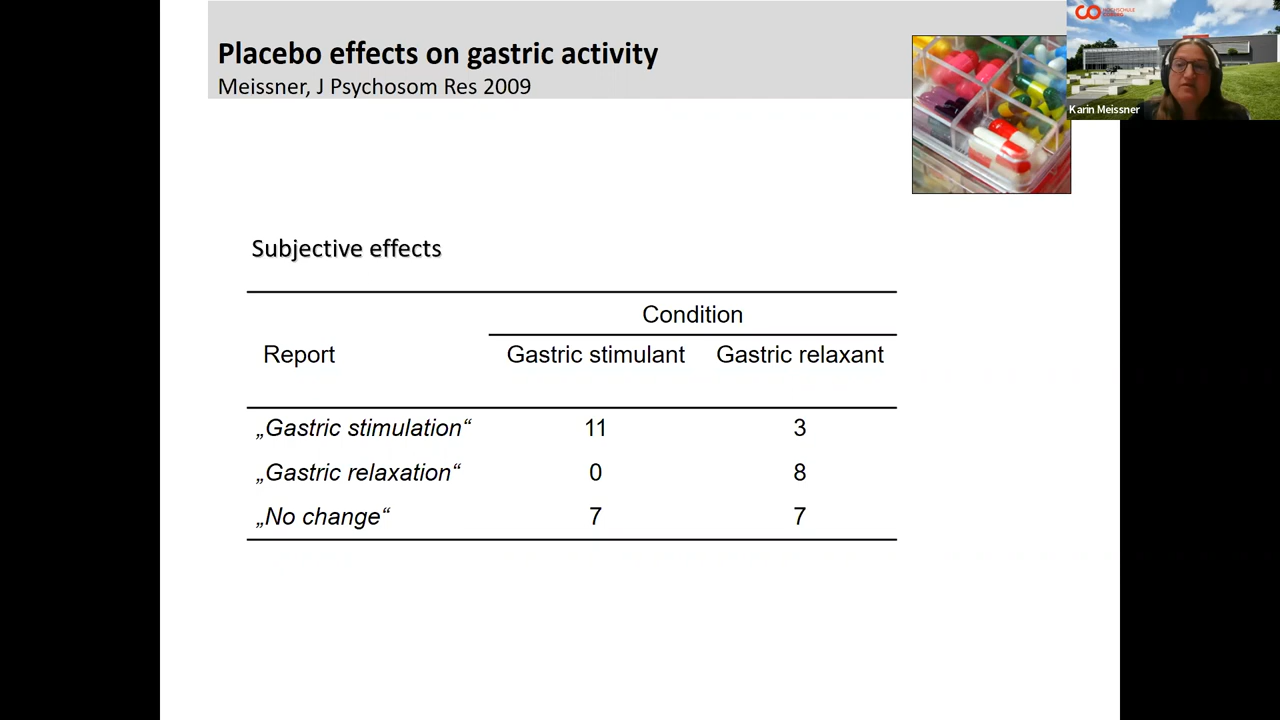 Placebo effects on gastric activity
Meissner, J Psychosom Res 2009
HOCHSCHULE
Karin Meissner
Subjective effects
Condition
Report Gastric stimulant Gastric relaxant
„Gastric stimulation“ 11 3
„Gastric relaxation“ 0 8
„No change“ 7 7